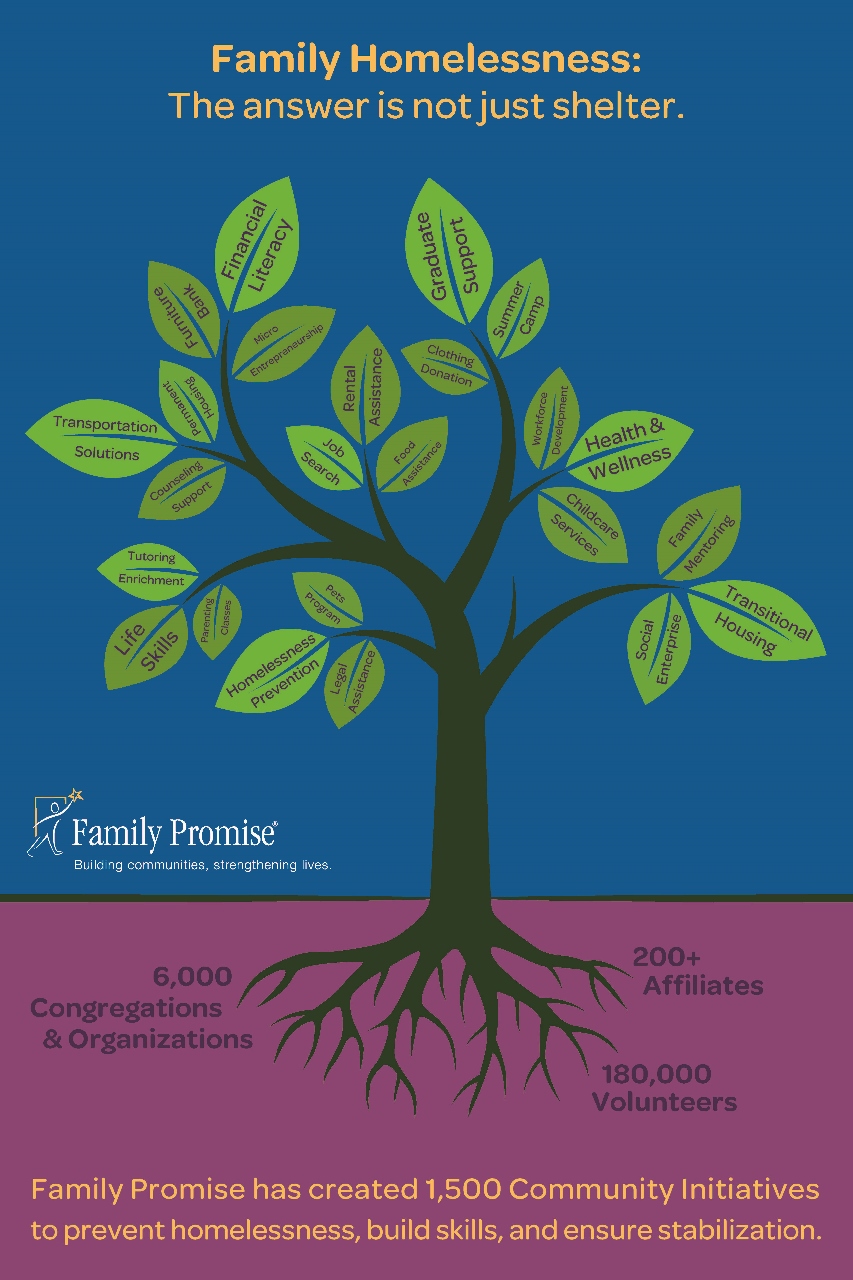 Family Homelessness:
The answer is not just shelter.
Financial
Literacy
Graduate
Support
Furniture
Bank
Micro
Entrepreneurship
Summer
Camp
Rental
Assistance
Clothing
Donation
Permanent
Housing
Workforce
Development
Transportation
Solutions
Job
Search
Food
Assistance
Health &
Wellness
Counseling
Support
Childcare
Services
Family
Mentoring
Tutoring
Enrichment
Life
Skills
Parenting
Classes
Pets
Program
Homelessness
Prevention
Legal
Assistance
Social
Enterprise
Transitional
Housing
Family Promise®
Building communities, strengthening lives.
6,000
Congregations
& Organizations
200+
Affiliates
180,000
Volunteers
Family Promise has created 1,500 Community Initiatives
to prevent homelessness, build skills, and ensure stabilization.